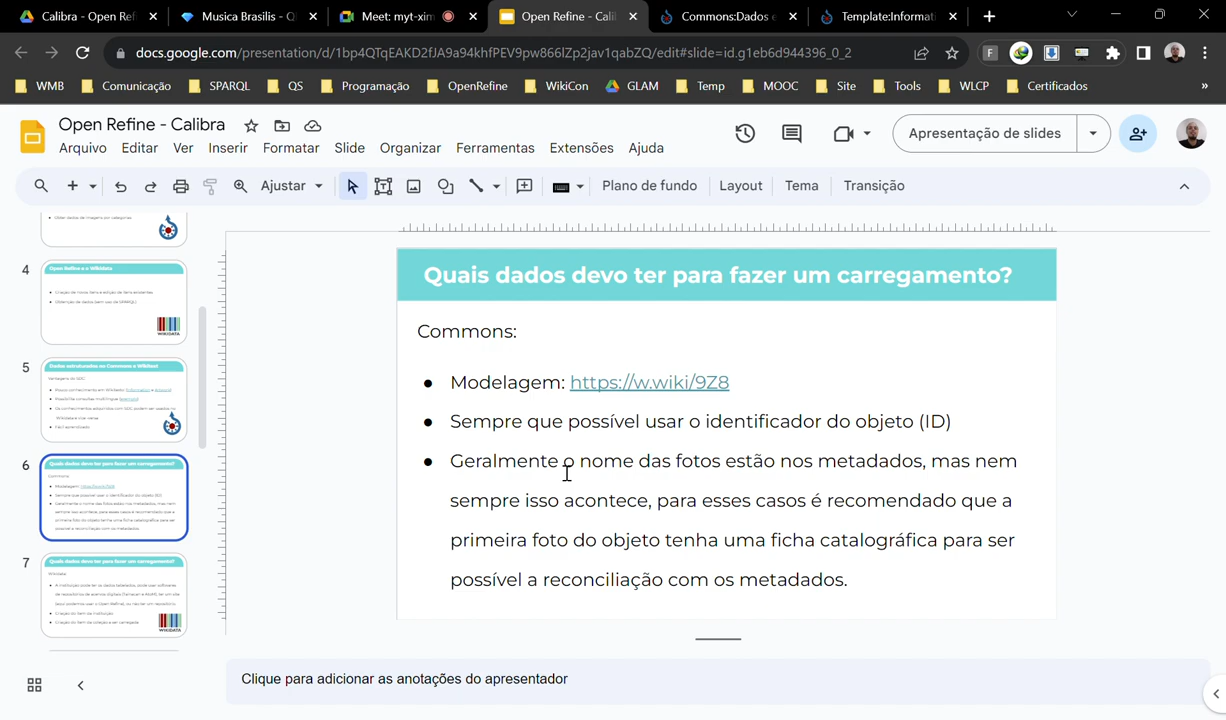 Calibra - Open Ref
Musica Brasilis - Q
Meet: myt-xim
Open Refine - Cali
Commons:Dados e
Template:Informati
docs.google.com/presentation/d/1bp4QTqEAKD2fJA9a94khfPEV9pw866IZp2jav1qabZQ/edit#slide=id.g1eb6d944396_0_2
WMB
Comunicação
SPARQL
QS
Programação
OpenRefine
WikiCon
GLAM
Temp
MOOC
Site
Tools
WLCP
Certificados
»
Open Refine - Calibra
Apresentação de slides
Arquivo Editar Ver Inserir Formatar Slide Organizar Ferramentas Extensões Ajuda
Ajustar
Plano de fundo
Layout
Tema
Transição
4
Open Refine e o Wikidata
WIKIDATA
5
Dados estruturados no Commons e Wikitext
6
Quais dados devo ter para fazer um carregamento?
7
Quais dados devo ter para fazer um carregamento?
WIKIDATA
Quais dados devo ter para fazer um carregamento?
Commons:
● Modelagem: https://w.wiki/9Z8
● Sempre que possível usar o identificador do objeto (ID)
● Geralmente o nome das fotos estão nos metadados, mas nem
sempre isso acontece, para esses casos é recomendado que a
primeira foto do objeto tenha uma ficha catalográfica para ser
possível a reconciliação com os metadados.
Clique para adicionar as anotações do apresentador